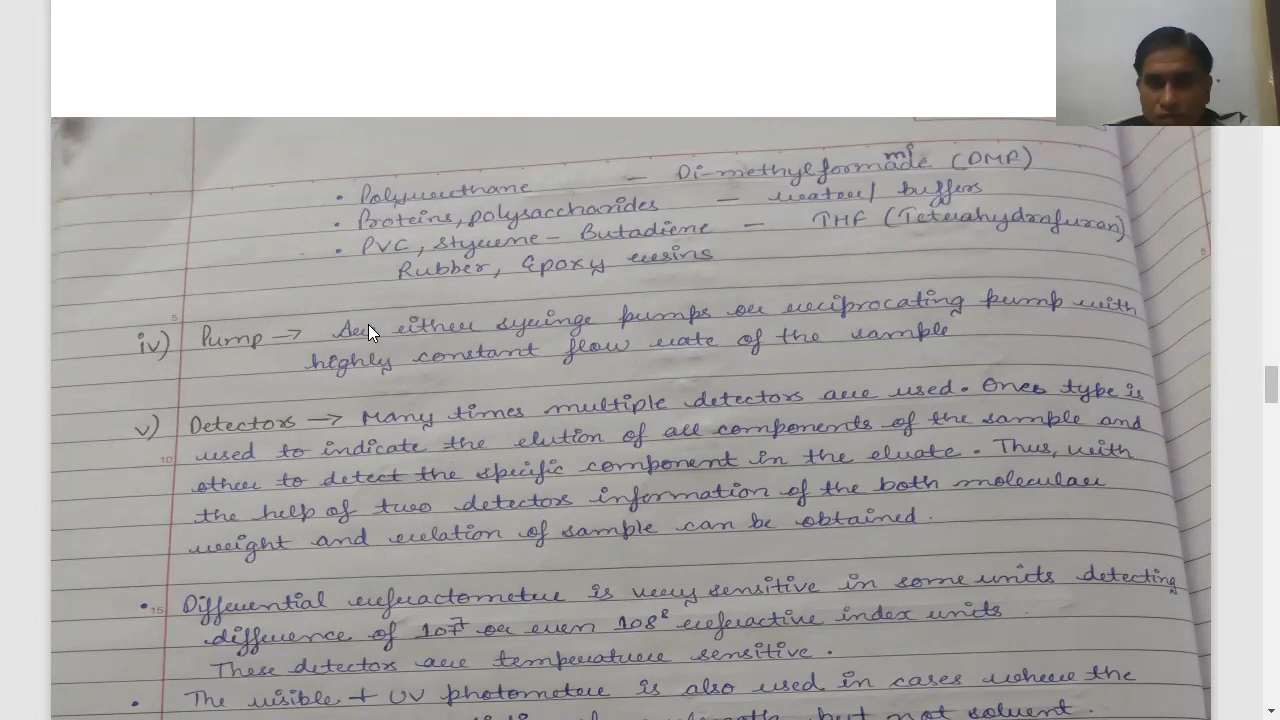 • Polyurethane — Di-methylformamide (DMF)
• Proteins, polysaccharides — water/buffers
• PVC, Styrene - Butadiene — THF (Tetrahydrafuran)
Rubber, Epoxy resins
iv) Pump → either syringe pumps or reciprocating pump with
highly constant flow rate of the sample
v) Detectors → Many times multiple detectors are used. Ones type is
used to indicate the elution of all components of the sample and
other to detect the specific component in the eluate. Thus, with
the help of two detectors information of the both molecular
weight and relation of sample can be obtained.
• Differential refractometer is very sensitive in some units detecting
difference of 10⁷ or even 108⁸ refractive index units.
These detectors are temperature sensitive.
• The visible + UV photometer is also used in cases where the
but not solvent.